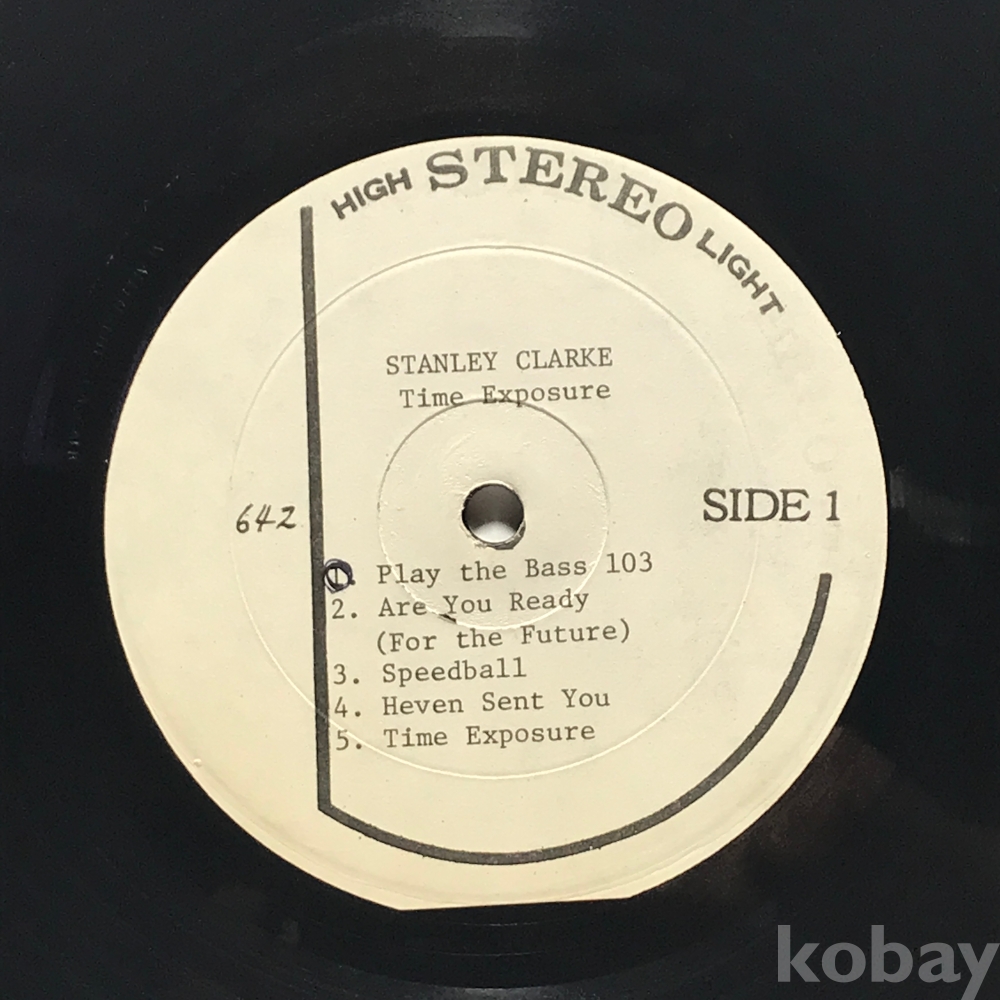 HIGH STEREO LIGHT
STANLEY CLARKE
Time Exposure
642
SIDE 1
1. Play the Bass 103
2. Are You Ready
(For the Future)
3. Speedball
4. Heven Sent You
5. Time Exposure
kobay